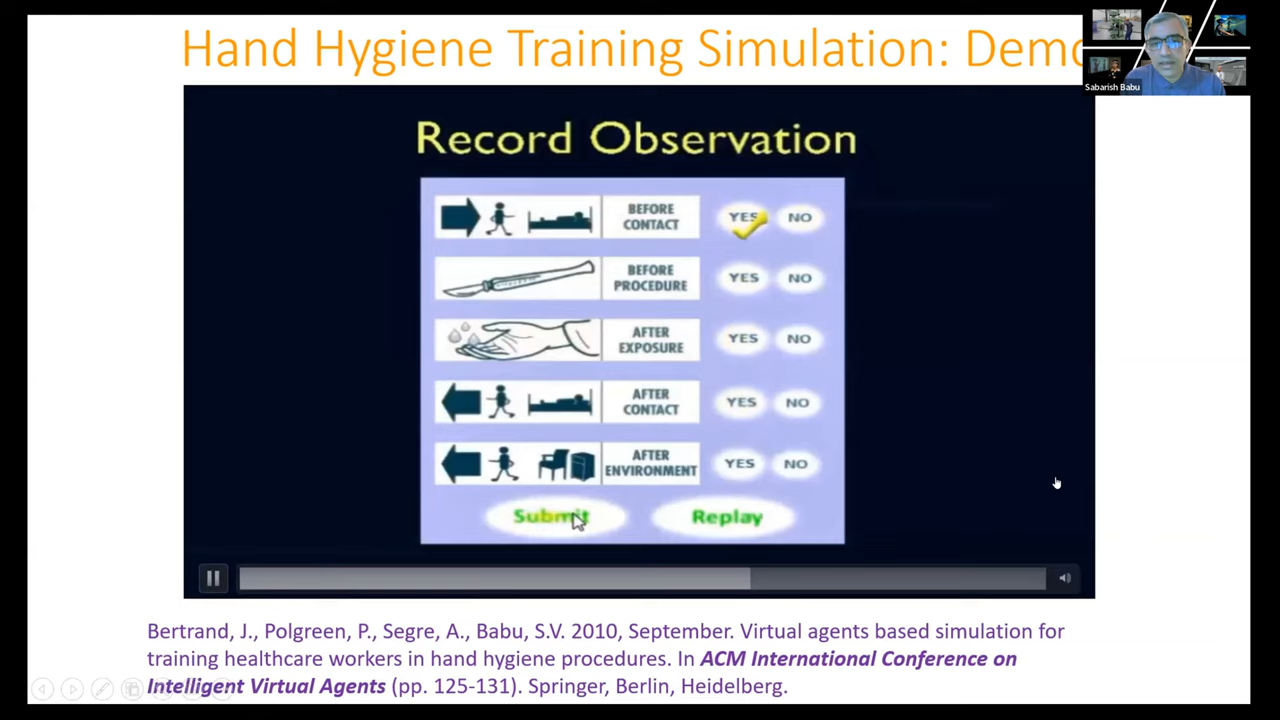 Hand Hygiene Training Simulation: Demo
Sabarish Babu
Record Observation
BEFORE
CONTACT
YES
NO
BEFORE
PROCEDURE
YES
NO
AFTER
EXPOSURE
YES
NO
AFTER
CONTACT
YES
NO
AFTER
ENVIRONMENT
YES
NO
Submit
Replay
Bertrand, J., Polgreen, P., Segre, A., Babu, S.V. 2010, September. Virtual agents based simulation for
training healthcare workers in hand hygiene procedures. In ACM International Conference on
Intelligent Virtual Agents (pp. 125-131). Springer, Berlin, Heidelberg.